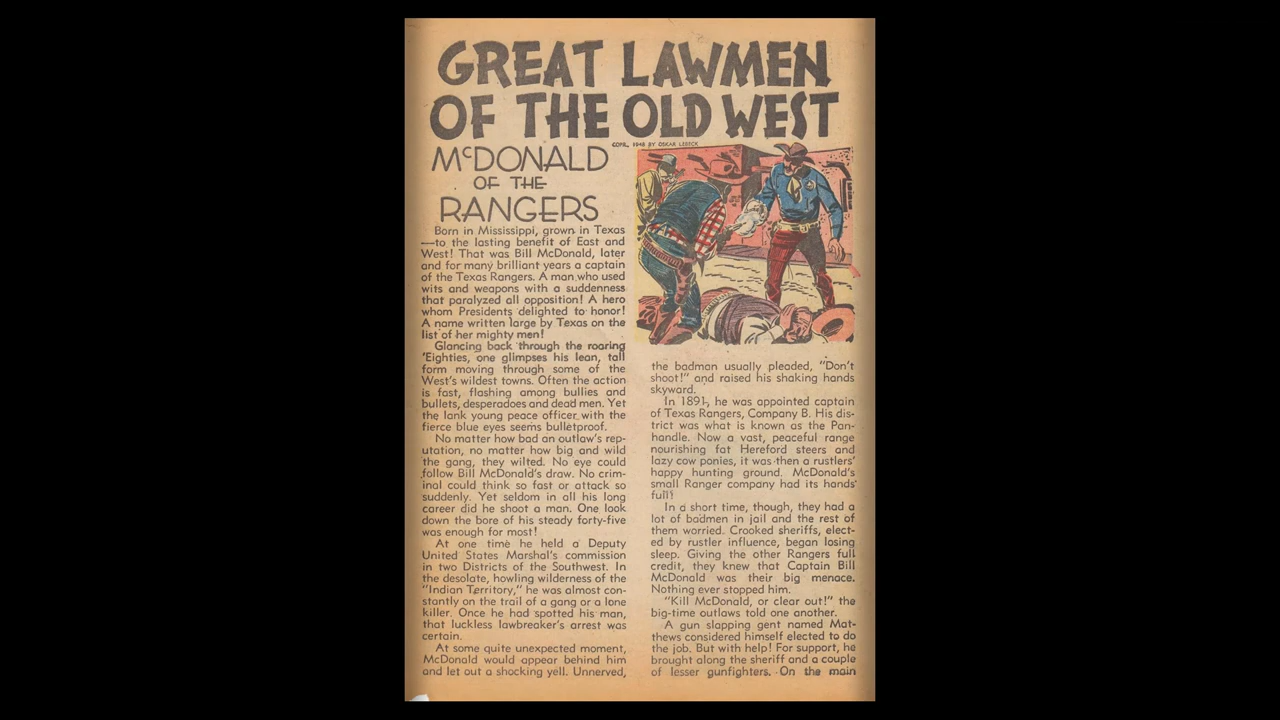 GREAT LAWMEN
OF THE OLD WEST
COPR. 1948 BY OSKAR LEBECK
McDONALD
OF THE
RANGERS
Born in Mississippi, grown in Texas
—to the lasting benefit of East and
West! That was Bill McDonald, later
and for many brilliant years a captain
of the Texas Rangers. A man who used
wits and weapons with a suddenness
that paralyzed all opposition! A hero
whom Presidents delighted to honor!
A name written large by Texas on the
list of her mighty men!
Glancing back through the roaring
'Eighties, one glimpses his lean, tall
form moving through some of the
West's wildest towns. Often the action
is fast, flashing among bullies and
bullets, desperadoes and dead men. Yet
the lank young peace officer with the
fierce blue eyes seems bulletproof.
No matter how bad an outlaw's rep-
utation, no matter how big and wild
the gang, they wilted. No eye could
follow Bill McDonald's draw. No crim-
inal could think so fast or attack so
suddenly. Yet seldom in all his long
career did he shoot a man. One look
down the bore of his steady forty-five
was enough for most!
At one time he held a Deputy
United States Marshal's commission
in two Districts of the Southwest. In
the desolate, howling wilderness of the
"Indian Territory," he was almost con-
stantly on the trail of a gang or a lone
killer. Once he had spotted his man,
that luckless lawbreaker's arrest was
certain.
At some quite unexpected moment,
McDonald would appear behind him
and let out a shocking yell. Unnerved,
the badman usually pleaded, "Don't
shoot!" and raised his shaking hands
skyward.
In 1891, he was appointed captain
of Texas Rangers, Company B. His dis-
trict was what is known as the Pan-
handle. Now a vast, peaceful range
nourishing fat Hereford steers and
lazy cow ponies, it was then a rustlers'
happy hunting ground. McDonald's
small Ranger company had its hands
full!
In a short time, though, they had a
lot of badmen in jail and the rest of
them worried. Crooked sheriffs, elect-
ed by rustler influence, began losing
sleep. Giving the other Rangers full
credit, they knew that Captain Bill
McDonald was their big menace.
Nothing ever stopped him.
"Kill McDonald, or clear out!" the
big-time outlaws told one another.
A gun slapping gent named Mat-
thews considered himself elected to do
the job. But with help! For support, he
brought along the sheriff and a couple
of lesser gunfighters. On the main